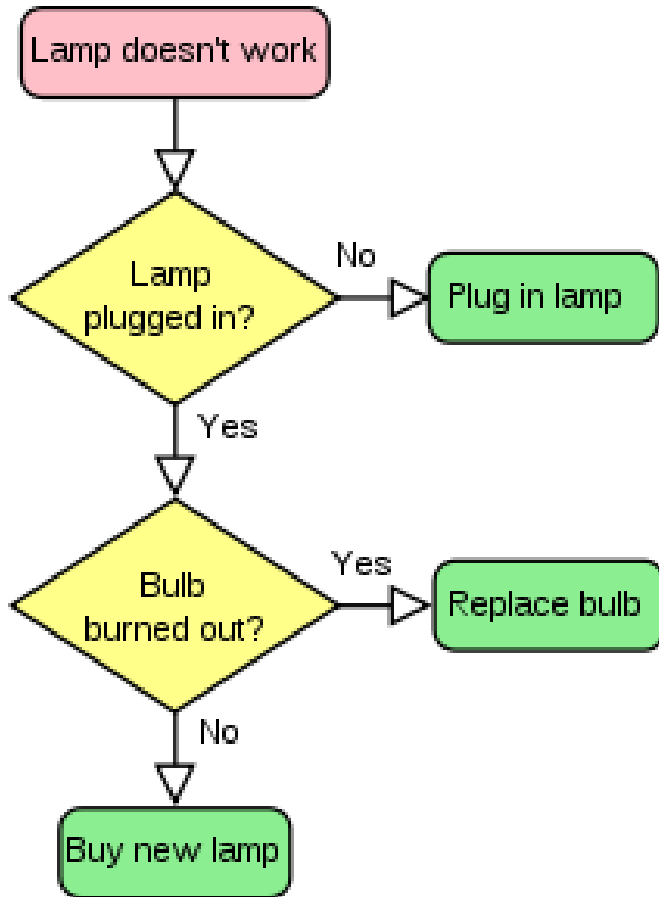 Lamp doesn't work
Lamp
plugged in?
No
Plug in lamp
Yes
Bulb
burned out?
Yes
Replace bulb
No
Buy new lamp